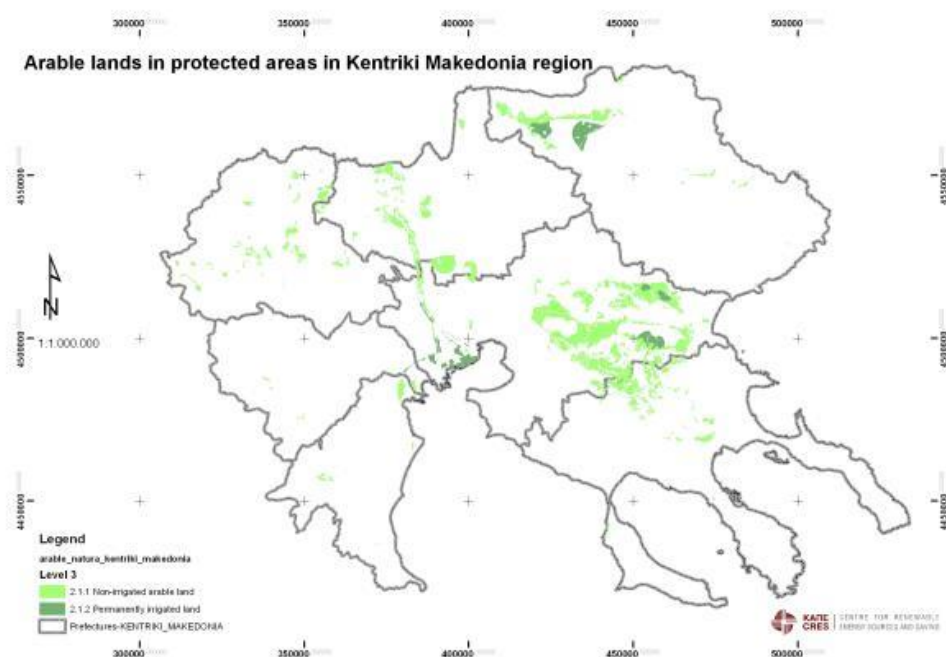 300000 350000 400000 450000 500000
Arable lands in protected areas in Kentriki Makedonia region
4550000 4550000
N
1:1.000.000
4500000 4500000
4450000 4450000
Legend
arable_natura_kentriki_makedonia
Level 3
2.1.1 Non-irrigated arable land
2.1.2 Permanently irrigated land
Prefectures-KENTRIKI_MAKEDONIA
ΚΑΠΕ
CRES
CENTRE FOR RENEWABLE
ENERGY SOURCES AND SAVING
300000 350000 400000 450000 500000